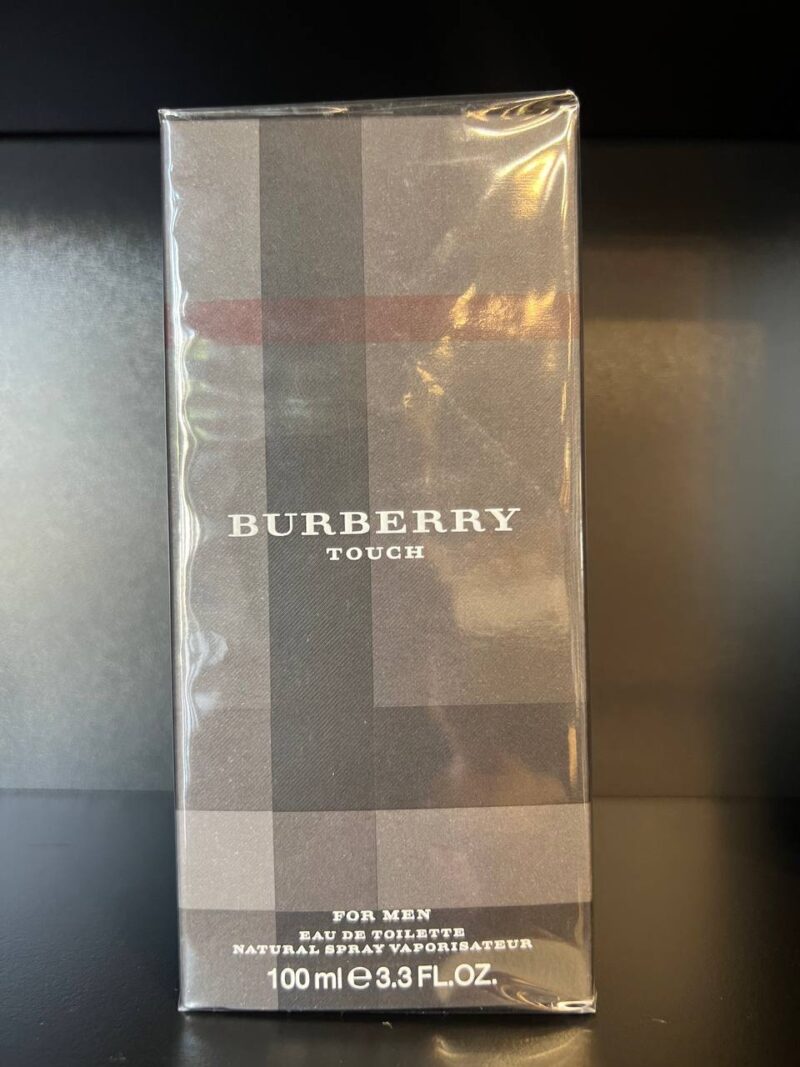 BURBERRY
TOUCH
FOR MEN
EAU DE TOILETTE
NATURAL SPRAY VAPORISATEUR
100 ml ℮ 3.3 FL.OZ.